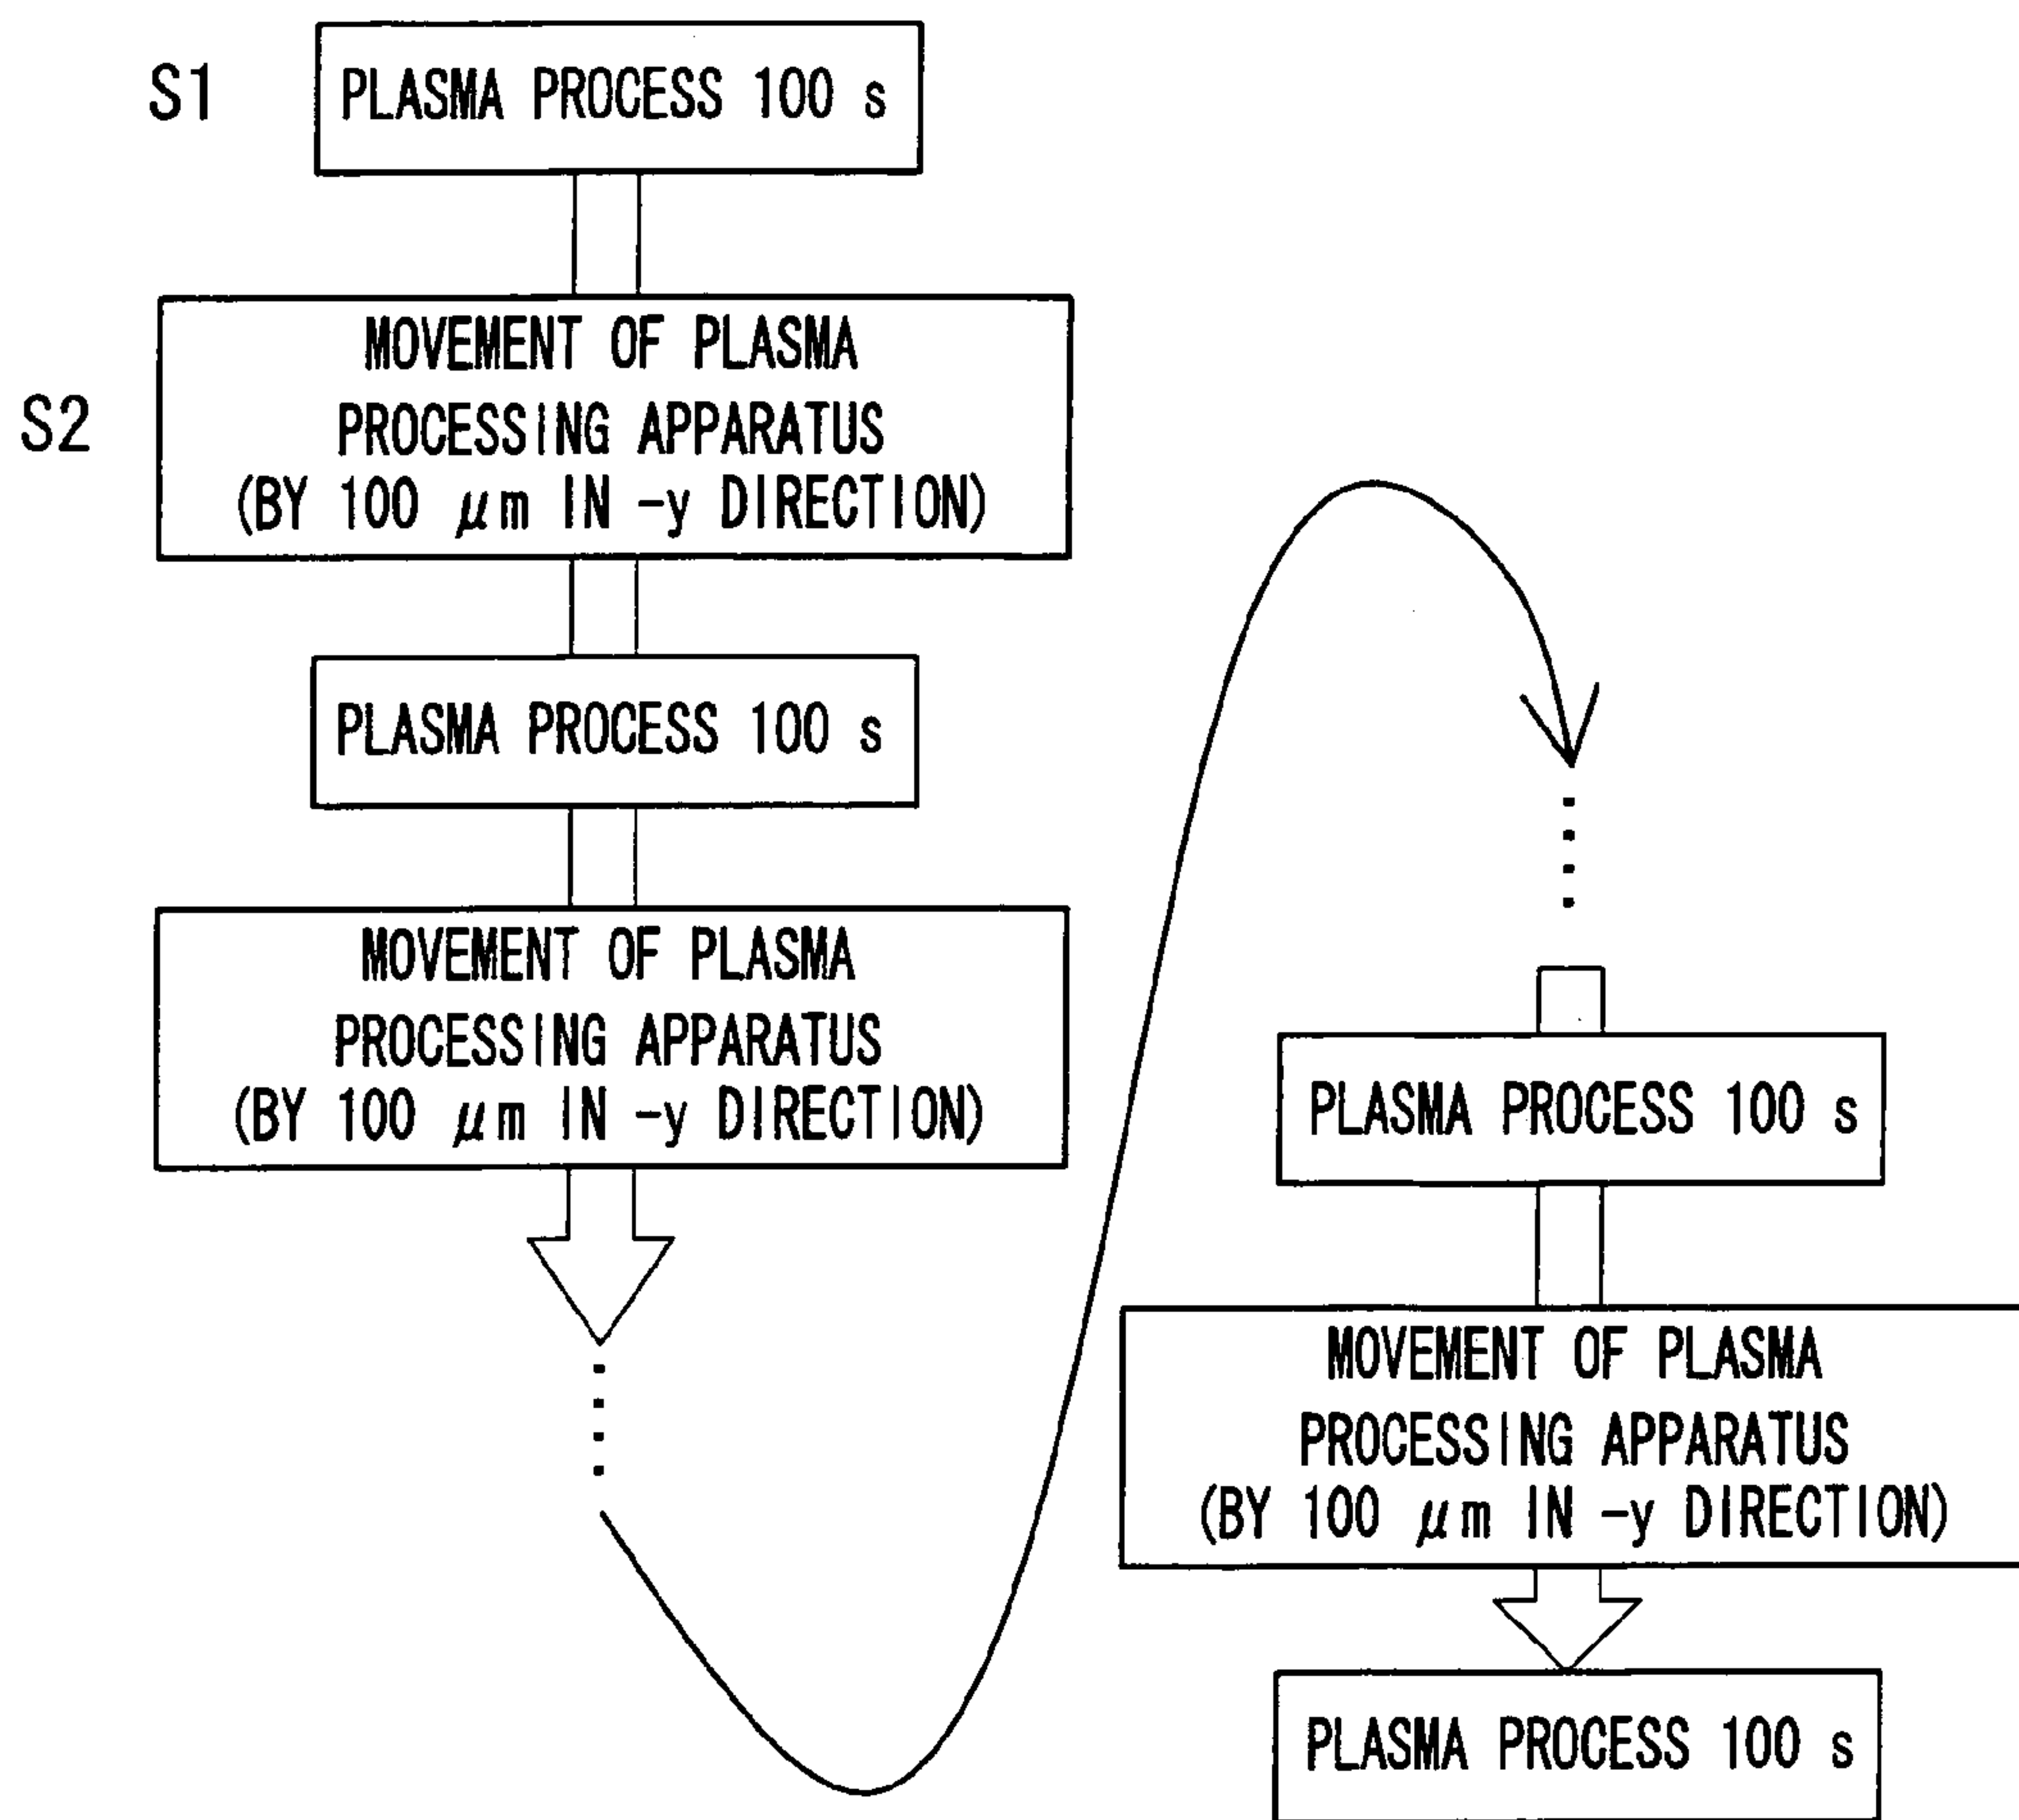 S1
PLASMA PROCESS 100 s
S2
MOVEMENT OF PLASMA
PROCESSING APPARATUS
(BY 100 μm IN -y DIRECTION)
PLASMA PROCESS 100 s
MOVEMENT OF PLASMA
PROCESSING APPARATUS
(BY 100 μm IN -y DIRECTION)
PLASMA PROCESS 100 s
MOVEMENT OF PLASMA
PROCESSING APPARATUS
(BY 100 μm IN -y DIRECTION)
PLASMA PROCESS 100 s